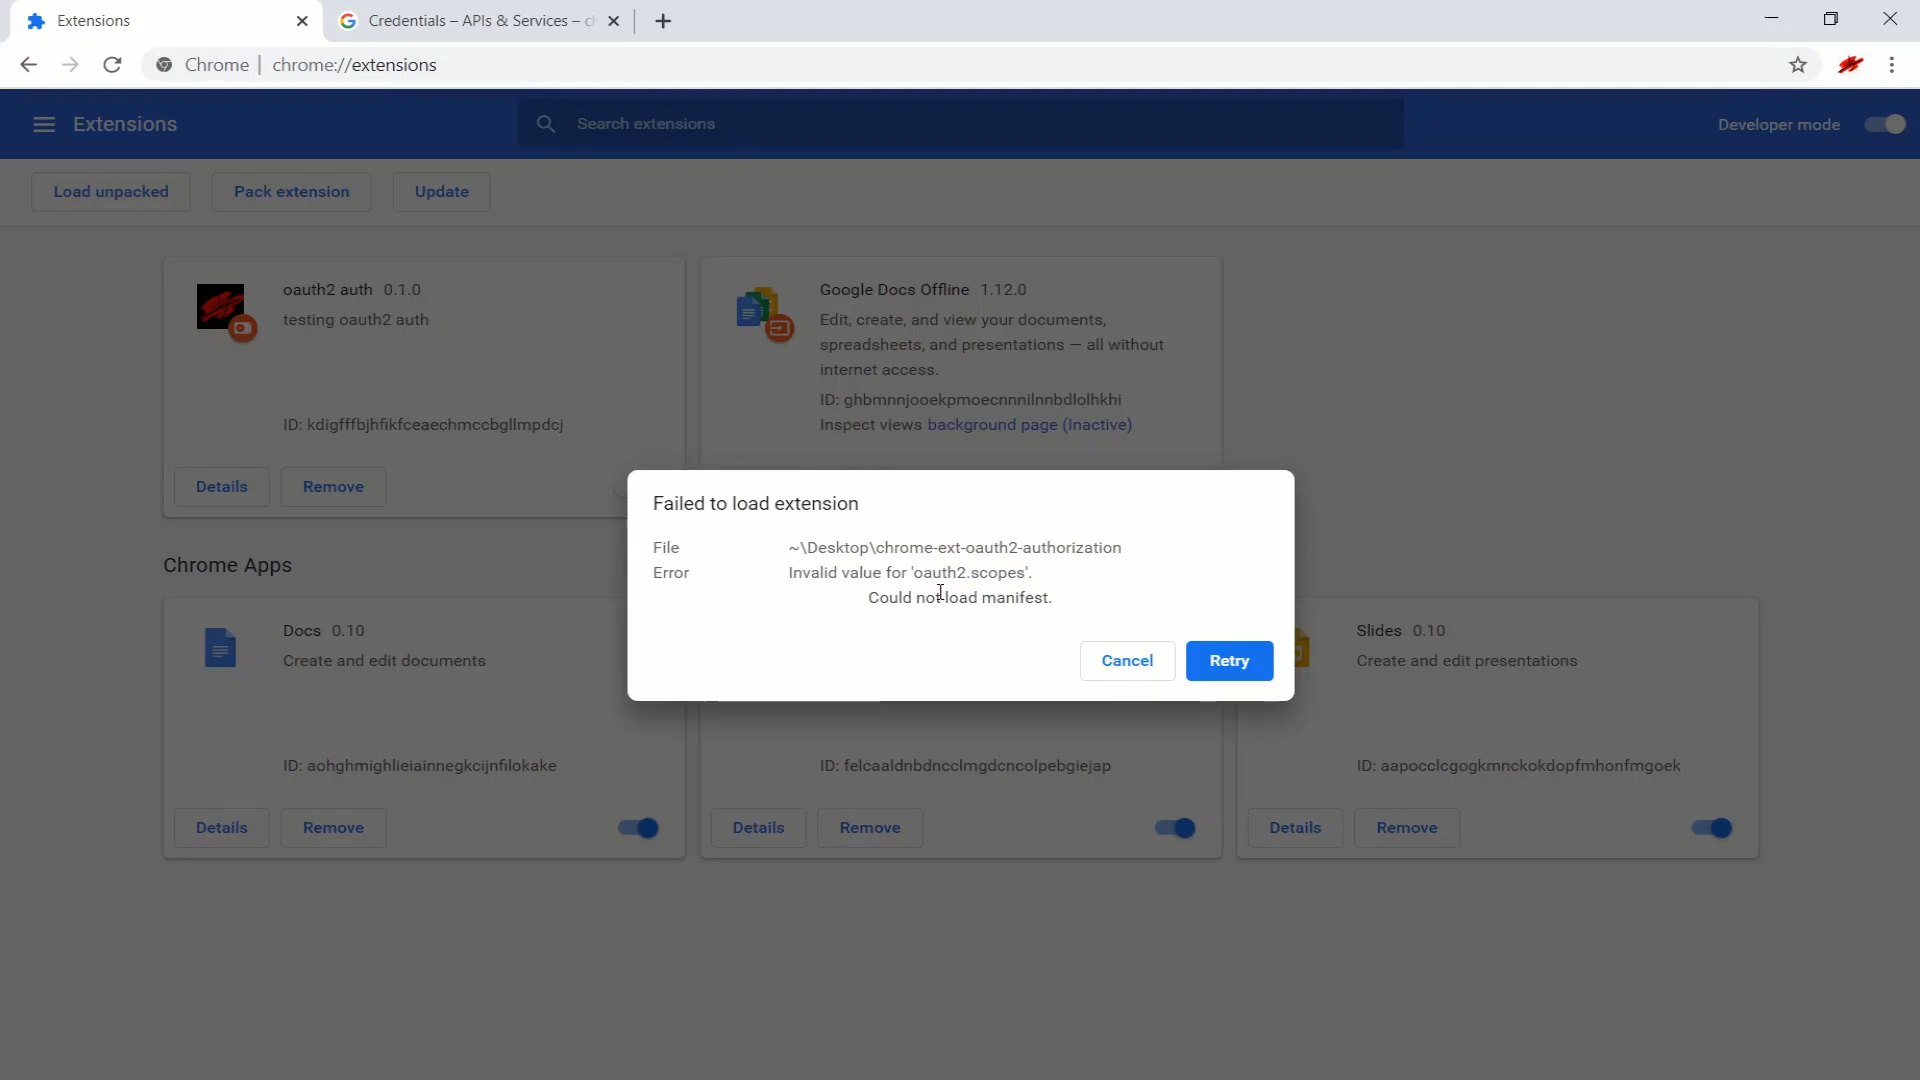 Extensions
Credentials – APIs & Services –
Chrome | chrome://extensions
Extensions
Search extensions
Developer mode
Load unpacked
Pack extension
Update
oauth2 auth 0.1.0
testing oauth2 auth
ID: kdigfffbjhfikfceaechmccbgllmpdcj
Details
Remove
Google Docs Offline 1.12.0
Edit, create, and view your documents,
spreadsheets, and presentations — all without
internet access.
ID: ghbmnnjooekpmoecnnnilnnbdlolhkhi
Inspect views background page (Inactive)
Failed to load extension
File ~\Desktop\chrome-ext-oauth2-authorization
Error Invalid value for 'oauth2.scopes'.
Could not load manifest.
Cancel
Retry
Chrome Apps
Docs 0.10
Create and edit documents
ID: aohghmighlieiainnegkcijnfilokake
Details
Remove
ID: felcaaldnbdncclmgdcncolpebgiejap
Details
Remove
Slides 0.10
Create and edit presentations
ID: aapocclcgogkmnckokdopfmhonfmgoek
Details
Remove